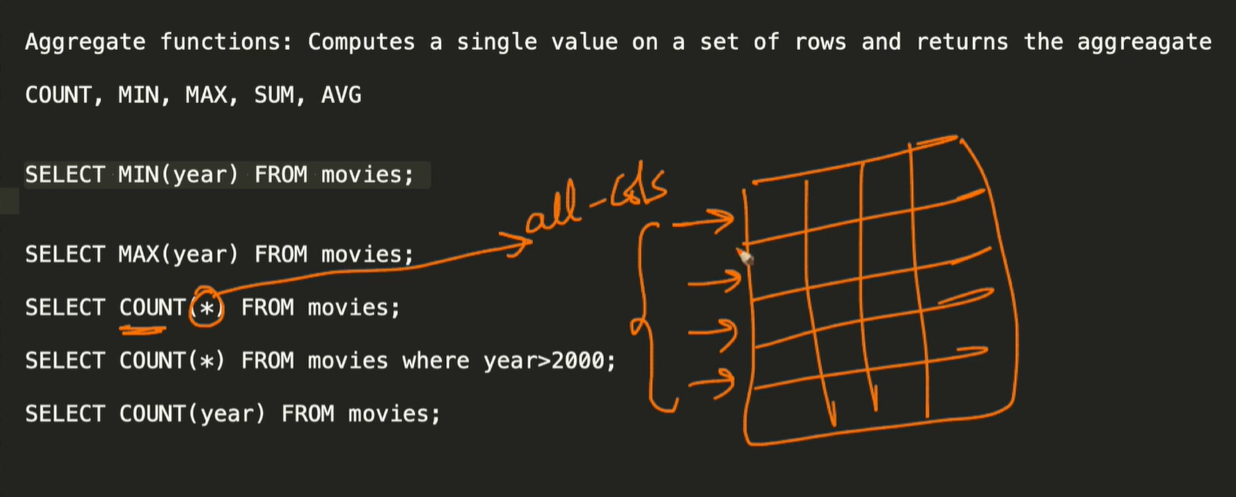 Aggregate functions: Computes a single value on a set of rows and returns the aggreagate
COUNT, MIN, MAX, SUM, AVG
SELECT MIN(year) FROM movies;
all-cols
SELECT MAX(year) FROM movies;
SELECT COUNT(*) FROM movies;
SELECT COUNT(*) FROM movies where year>2000;
SELECT COUNT(year) FROM movies;